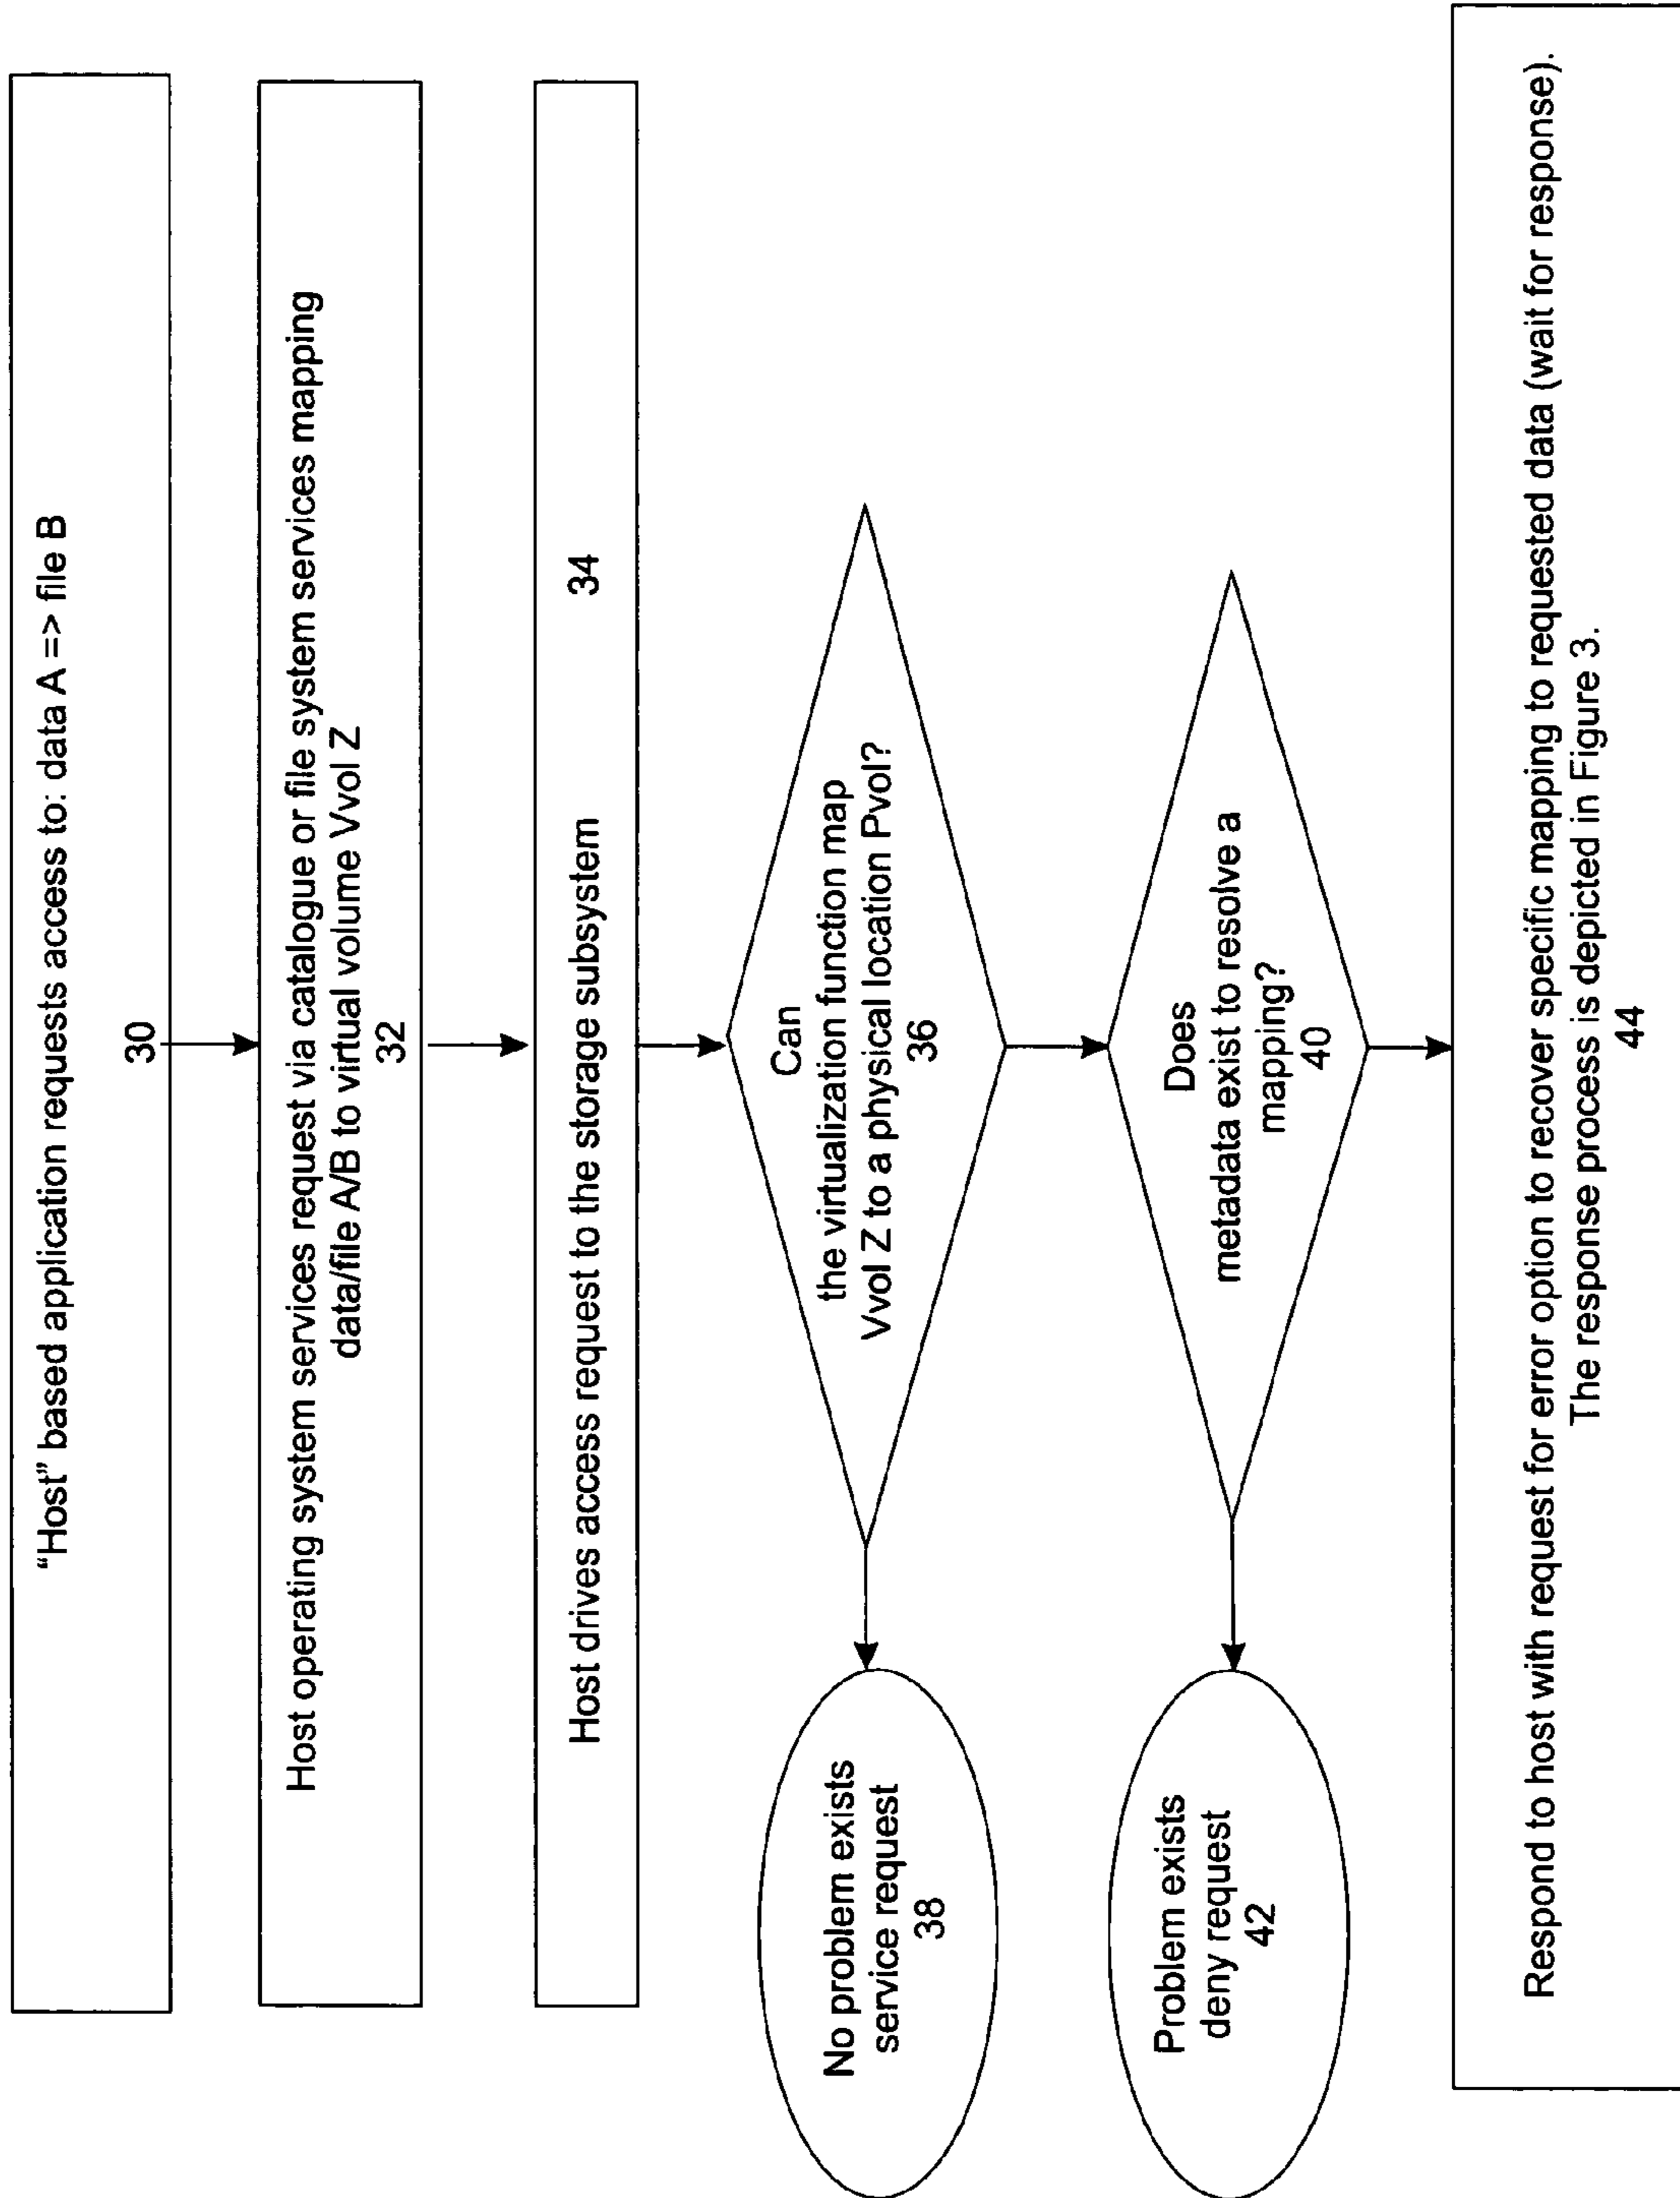 “Host” based application requests access to: data A => file B
30
Host operating system services request via catalogue or file system services mapping
data/file A/B to virtual volume Vvol Z
32
Host drives access request to the storage subsystem 34
Can
the virtualization function map
Vvol Z to a physical location Pvol?
36
No problem exists
service request
38
Does
metadata exist to resolve a
mapping?
40
Problem exists
deny request
42
Respond to host with request for error option to recover specific mapping to requested data (wait for response).
The response process is depicted in Figure 3.
44